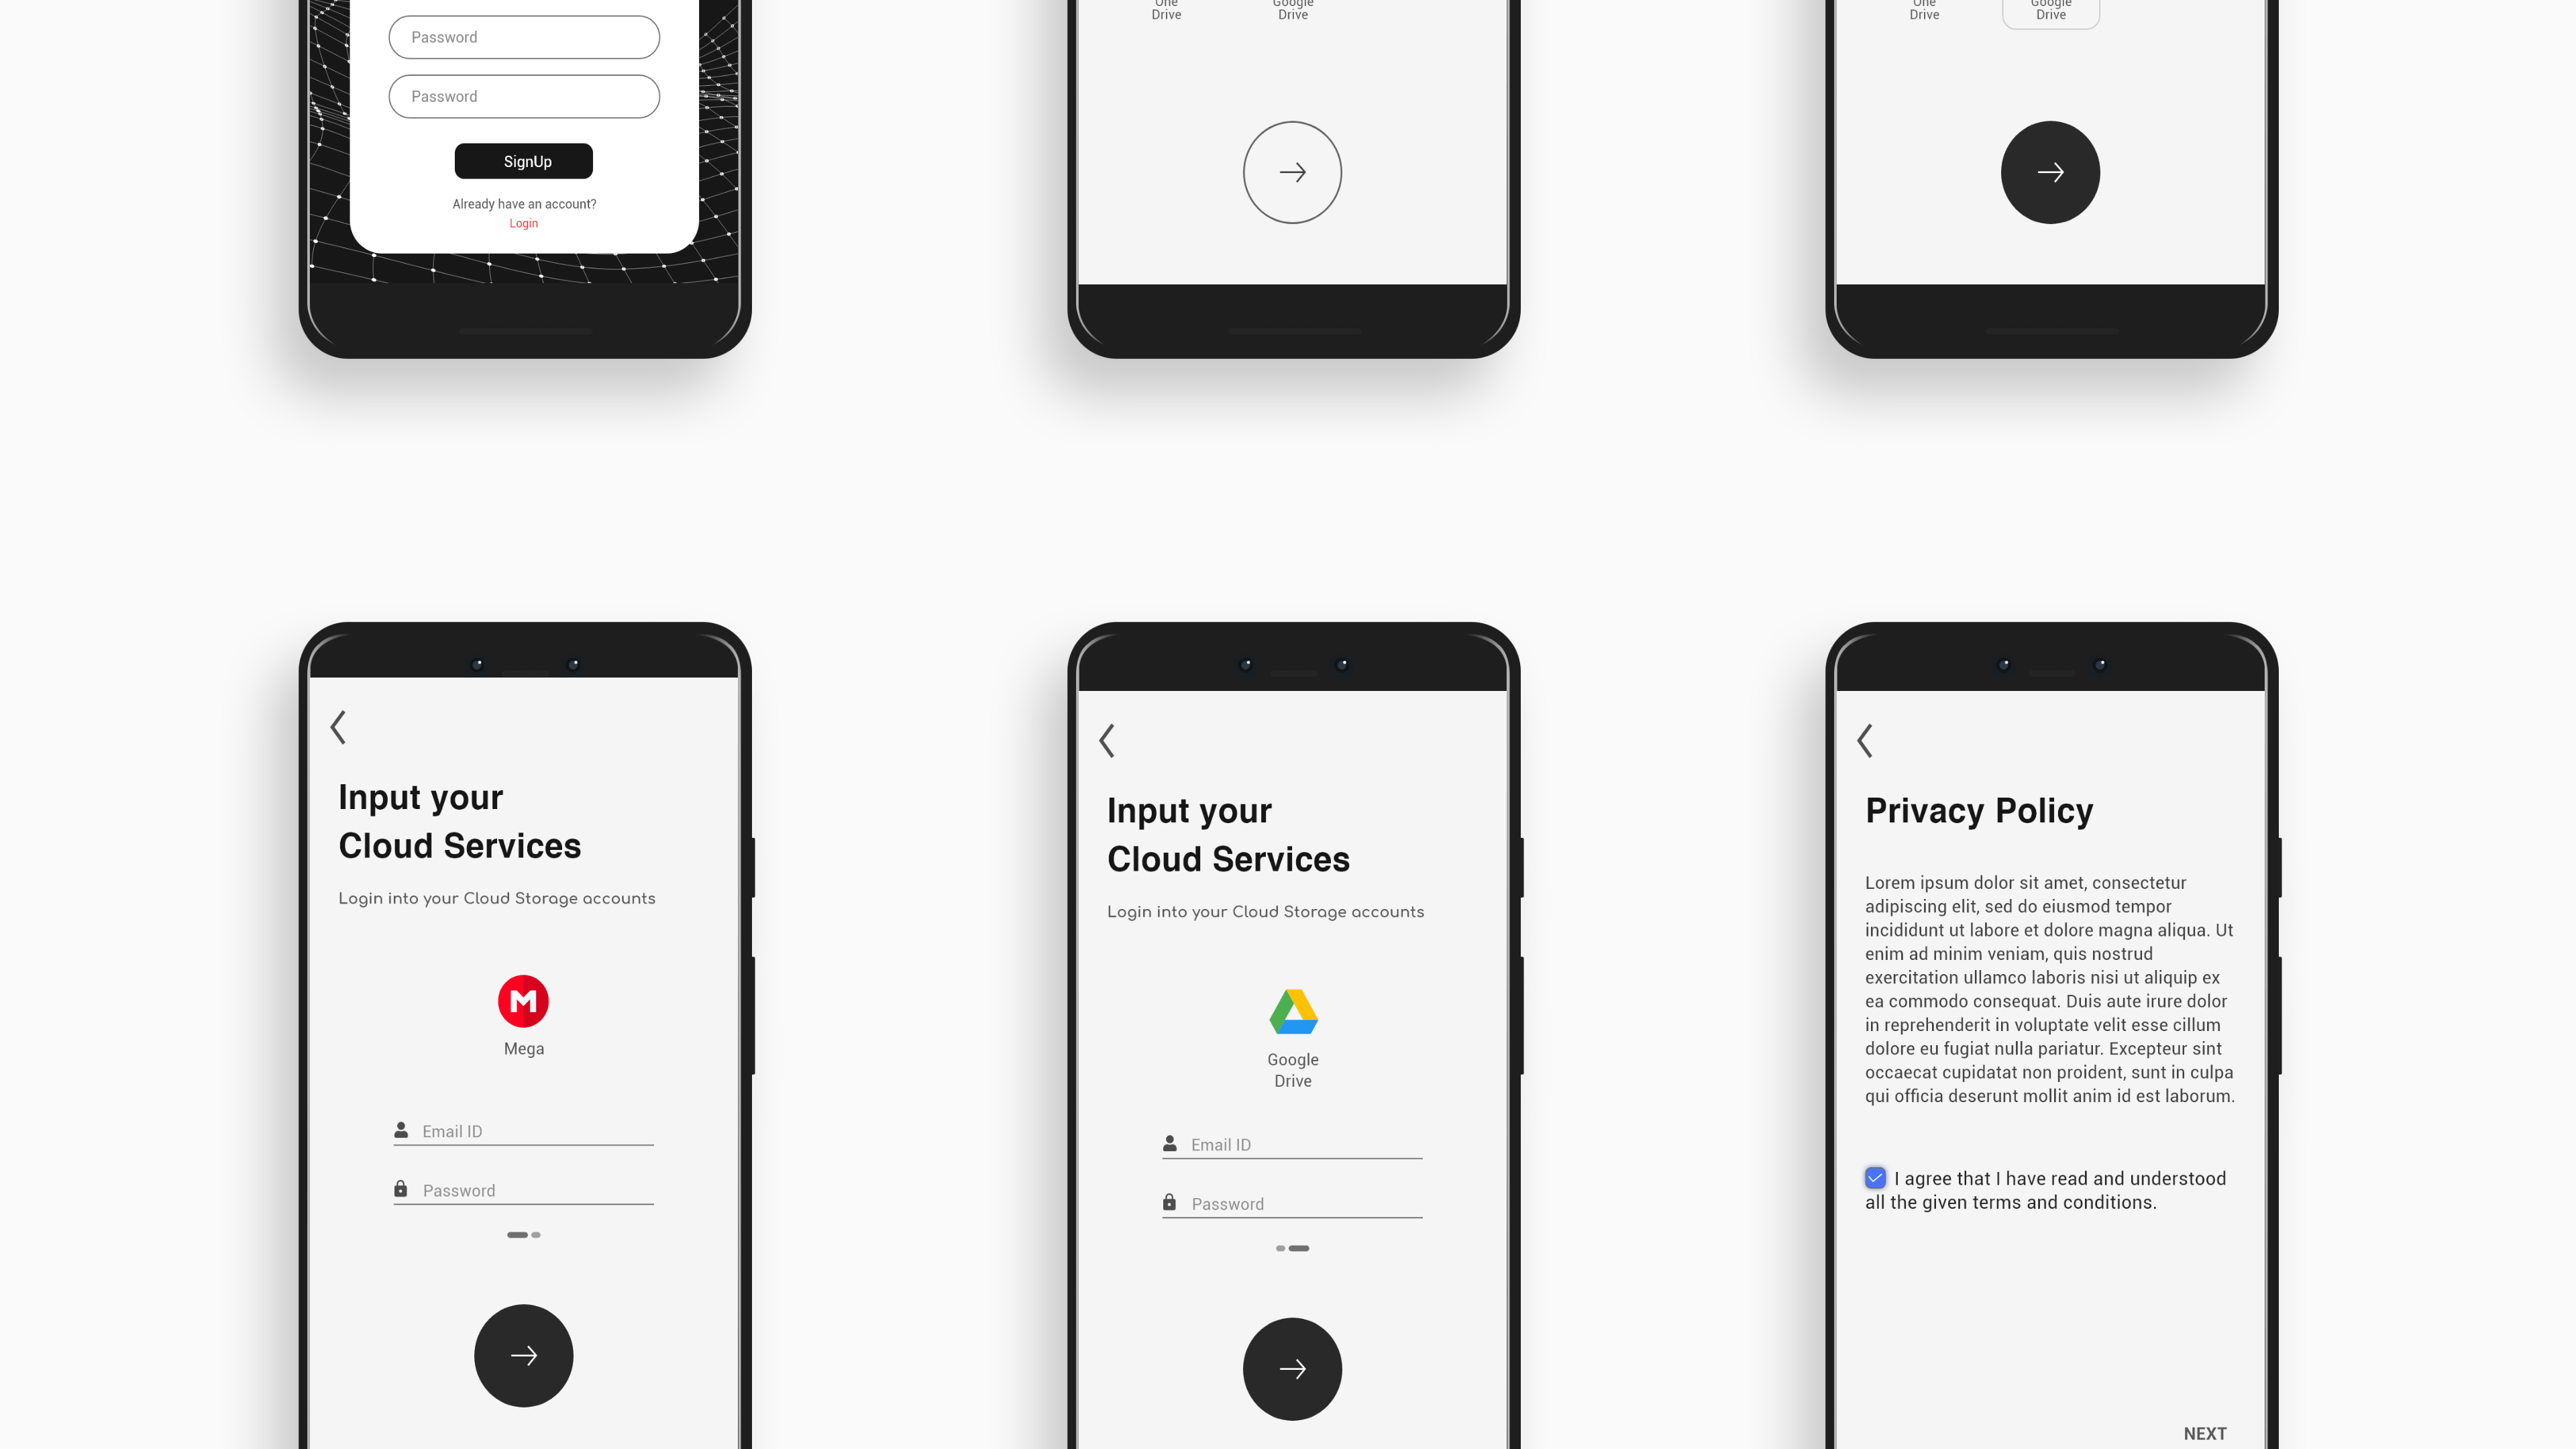 Password
Password
SignUp
Already have an account?
Login
One
Drive
Google
Drive
One
Drive
Google
Drive
Input your
Cloud Services
Login into your Cloud Storage accounts
M
Mega
Email ID
Password
Input your
Cloud Services
Login into your Cloud Storage accounts
Google
Drive
Email ID
Password
Privacy Policy
Lorem ipsum dolor sit amet, consectetur
adipiscing elit, sed do eiusmod tempor
incididunt ut labore et dolore magna aliqua. Ut
enim ad minim veniam, quis nostrud
exercitation ullamco laboris nisi ut aliquip ex
ea commodo consequat. Duis aute irure dolor
in reprehenderit in voluptate velit esse cillum
dolore eu fugiat nulla pariatur. Excepteur sint
occaecat cupidatat non proident, sunt in culpa
qui officia deserunt mollit anim id est laborum.
I agree that I have read and understood
all the given terms and conditions.
NEXT